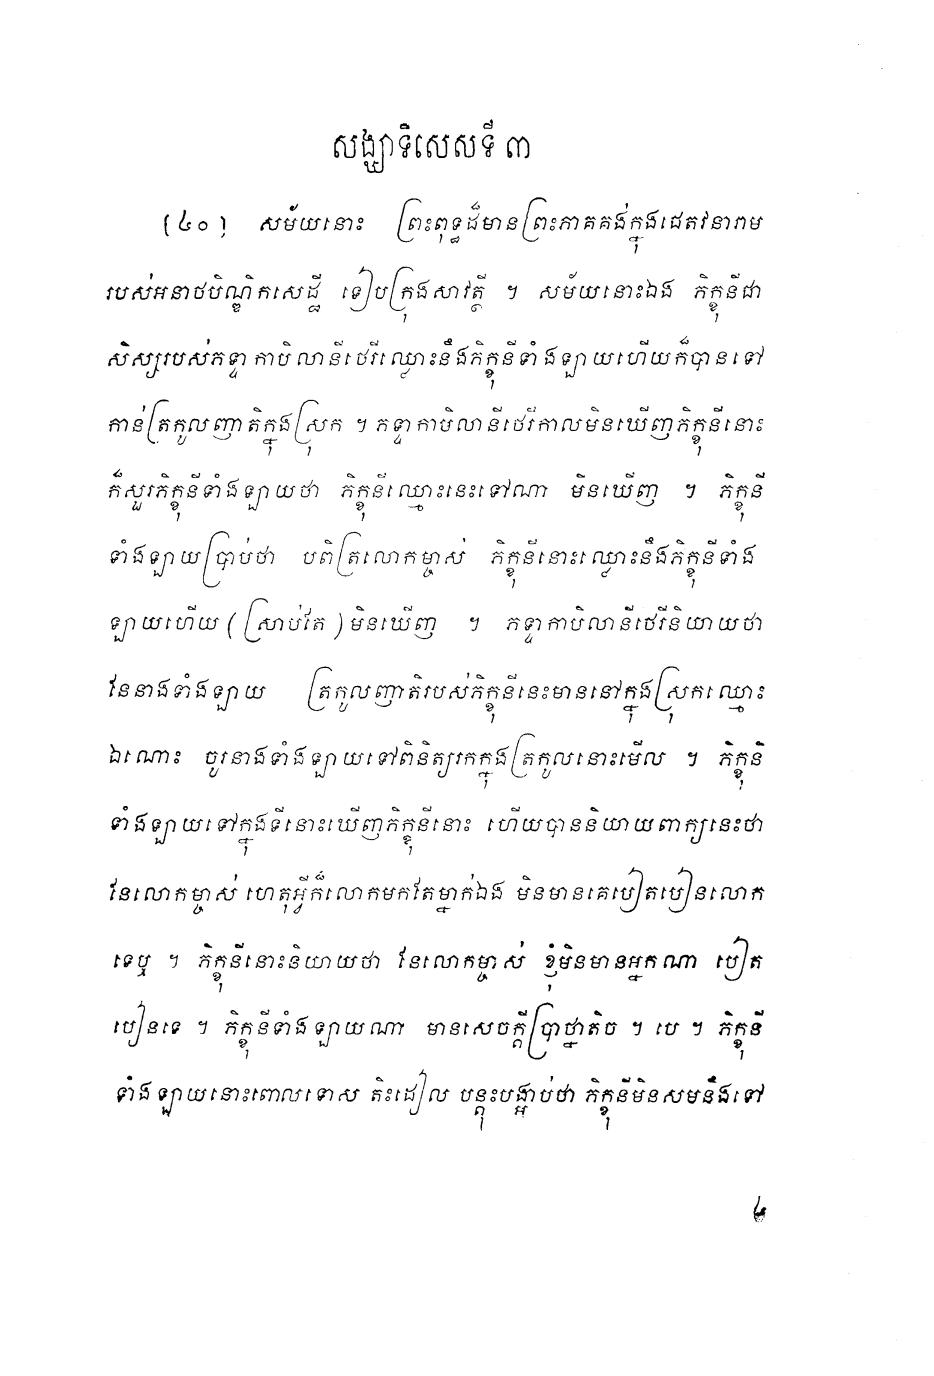 សង្ឃាទិសេសទី ៣
(៤០) សម័យនោះ ព្រះពុទ្ធដ៏មានព្រះភាគគង់ក្នុងជេតវនារាម
របស់អនាថបិណ្ឌិកសេដ្ឋី ទៀបក្រុងសាវត្ថី ។ សម័យនោះឯង ភិក្ខុនីជា
សិស្សរបស់ភទ្ទាកាបិលានីថេរីឈ្លោះនឹងភិក្ខុនីទាំងឡាយហើយក៏បានទៅ
កាន់ត្រកូលញាតិក្នុងស្រុក ។ ភទ្ទាកាបិលានីថេរីកាលមិនឃើញភិក្ខុនីនោះ
ក៏សួរភិក្ខុនីទាំងឡាយថា ភិក្ខុនីឈ្មោះនេះទៅណា មិនឃើញ ។ ភិក្ខុនី
ទាំងឡាយប្រាប់ថា បពិត្រលោកម្ចាស់ ភិក្ខុនីនោះឈ្លោះនឹងភិក្ខុនីទាំង
ឡាយហើយ (ស្រាប់តែ) មិនឃើញ ។ ភទ្ទាកាបិលានីថេរីនិយាយថា
នែនាងទាំងឡាយ ត្រកូលញាតិរបស់ភិក្ខុនីនេះមាននៅក្នុងស្រុកឈ្មោះ
ឯណោះ ចូរនាងទាំងឡាយទៅពិនិត្យរកក្នុងត្រកូលនោះមើល ។ ភិក្ខុនី
ទាំងឡាយទៅក្នុងទីនោះឃើញភិក្ខុនីនោះ ហើយបាននិយាយពាក្យនេះថា
នែលោកម្ចាស់ ហេតុអ្វីក៏លោកមកតែម្នាក់ឯង មិនមានគេបៀតបៀនលោក
ទេឬ ។ ភិក្ខុនីនោះនិយាយថា នែលោកម្ចាស់ ខ្ញុំមិនមានអ្នកណា បៀត
បៀនទេ ។ ភិក្ខុនីទាំងឡាយណា មានសេចក្តីប្រាថ្នាតិច ។ បេ ។ ភិក្ខុនី
ទាំងឡាយនោះពោលទោស តិះដៀល បន្តុះបង្អាប់ថា ភិក្ខុនីមិនសមនឹងទៅ